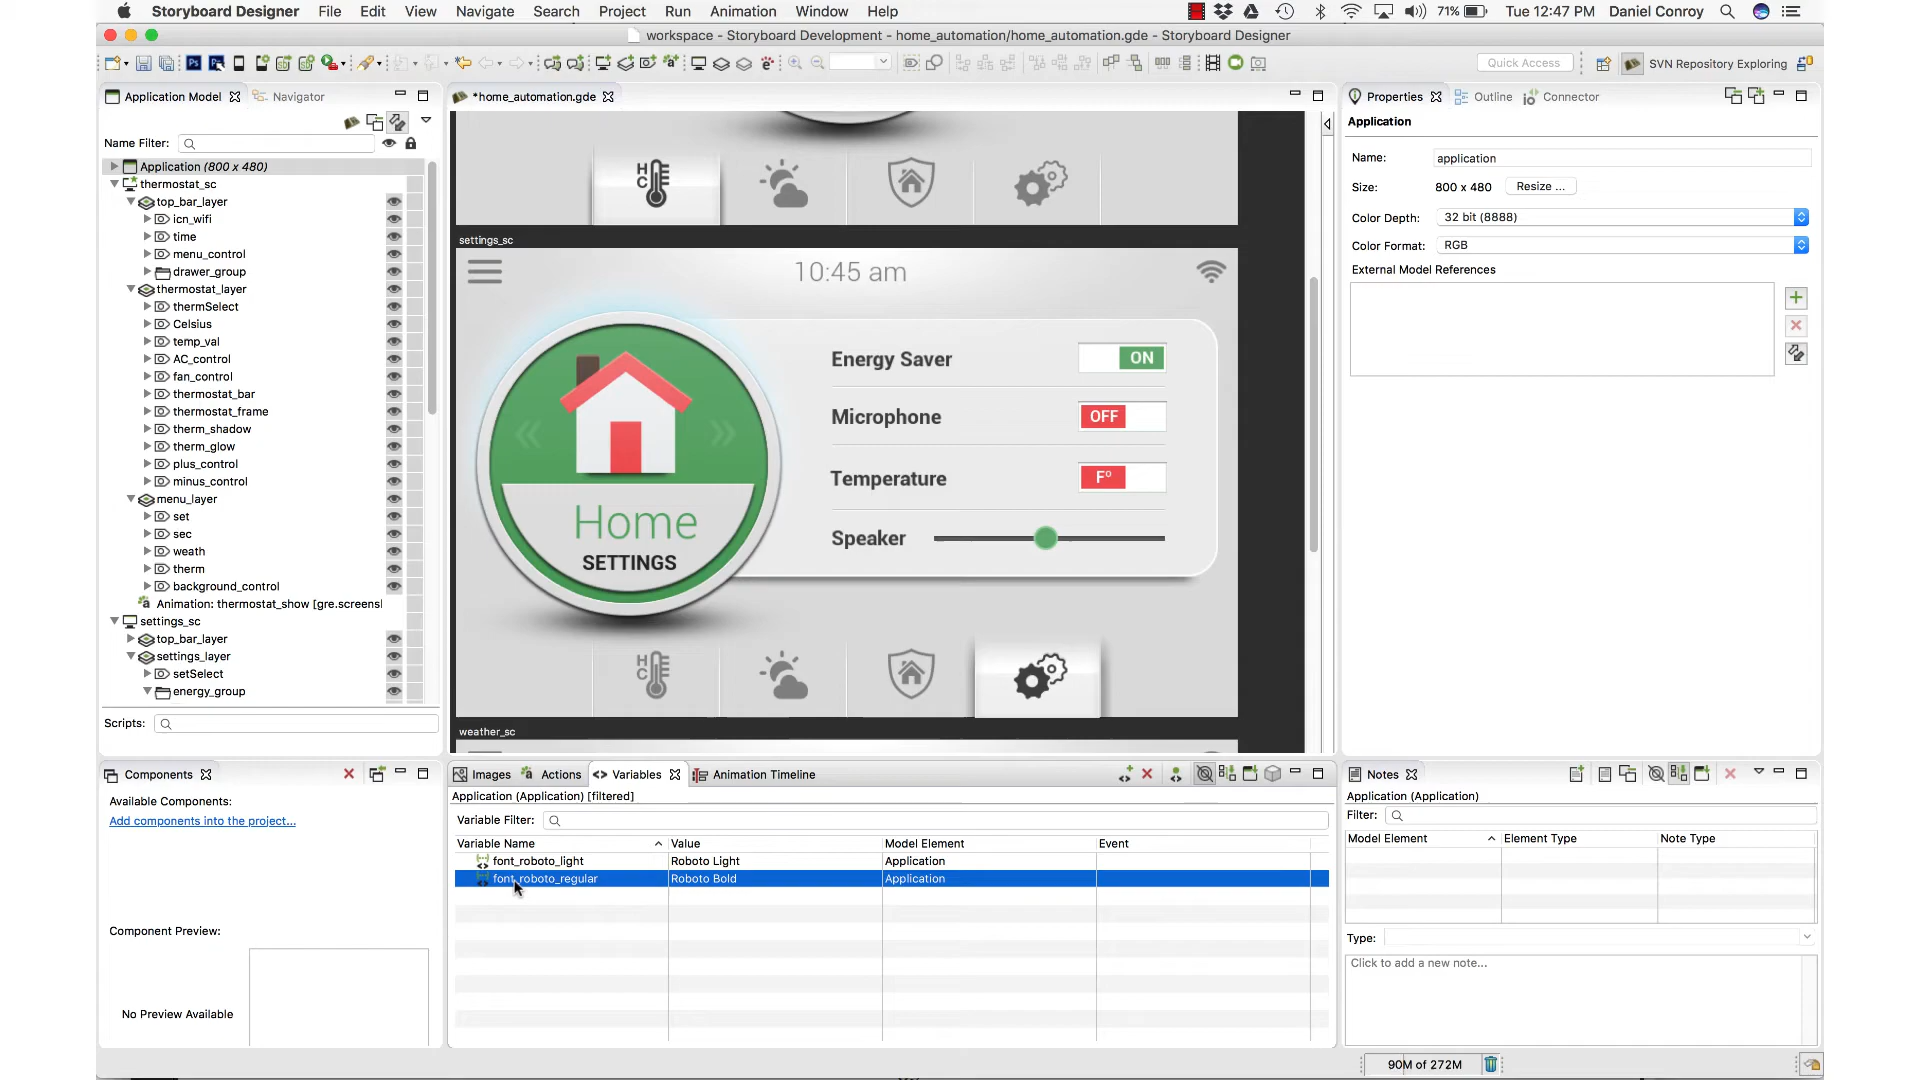 Storyboard Designer File Edit View Navigate Search Project Run Animation Window Help 71% Tue 12:47 PM Daniel Conroy
workspace - Storyboard Development - home_automation/home_automation.gde - Storyboard Designer
Quick Access SVN Repository Exploring
Application Model Navigator
Name Filter:
Application (800 x 480)
thermostat_sc
top_bar_layer
icn_wifi
time
menu_control
drawer_group
thermostat_layer
thermSelect
Celsius
temp_val
AC_control
fan_control
thermostat_bar
thermostat_frame
therm_shadow
therm_glow
plus_control
minus_control
menu_layer
set
sec
weath
therm
background_control
Animation: thermostat_show [gre.screensl
settings_sc
top_bar_layer
settings_layer
setSelect
energy_group
Scripts:
*home_automation.gde
H
C
settings_sc
10:45 am
Energy Saver ON
Microphone OFF
Temperature F°
Speaker
Home
SETTINGS
H
C
weather_sc
Properties Outline Connector
Application
Name: application
Size: 800 x 480 Resize ...
Color Depth: 32 bit (8888)
Color Format: RGB
External Model References
Components
Available Components:
Add components into the project...
Component Preview:
No Preview Available
Images Actions Variables Animation Timeline
Application (Application) [filtered]
Variable Filter:
Variable Name Value Model Element Event
font_roboto_light Roboto Light Application
font_roboto_regular Roboto Bold Application
Notes
Application (Application)
Filter:
Model Element Element Type Note Type
Type:
Click to add a new note...
90M of 272M